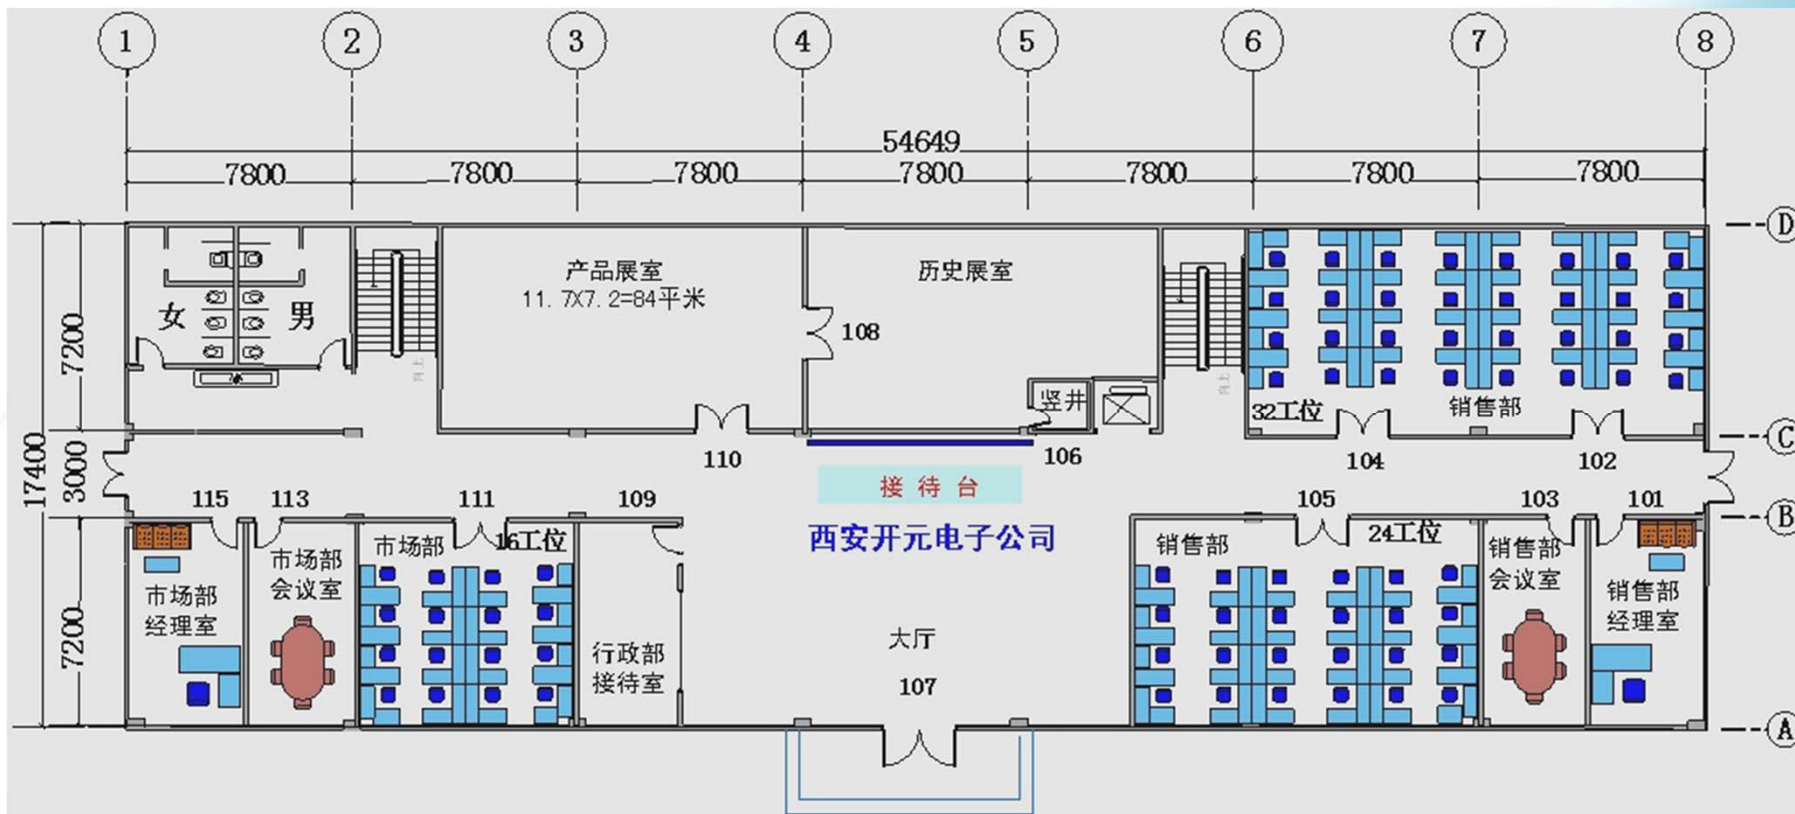 1 2 3 4 5 6 7 8
54649
7800 7800 7800 7800 7800 7800 7800
D
产品展室
11.7X7.2=84平米
历史展室
女 男
108
7200
向上
向上
竖井
32工位
销售部
C
17400
3000
110
106
104
102
接待台
115 113 111 109
105 103 101
B
西安开元电子公司
市场部
会议室
市场部
16工位
销售部
24工位
销售部
会议室
市场部
经理室
销售部
经理室
7200
行政部
接待室
大厅
107
A